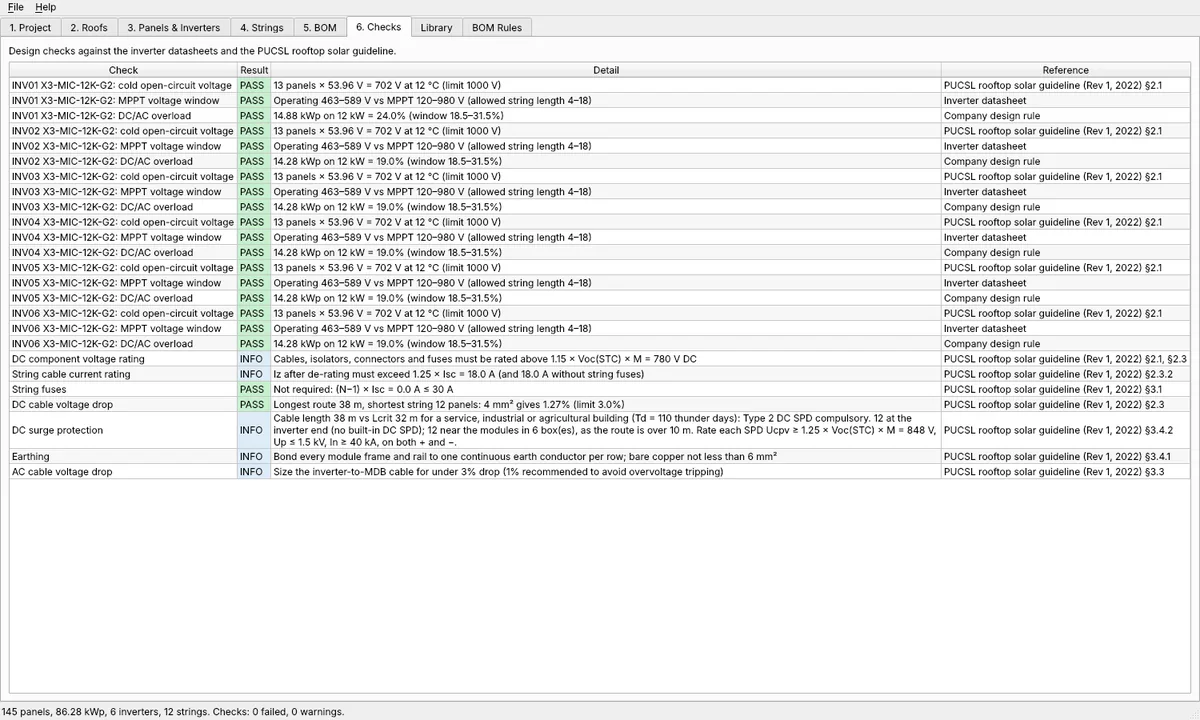 File Help
1. Project 2. Roofs 3. Panels & Inverters 4. Strings 5. BOM 6. Checks Library BOM Rules
Design checks against the inverter datasheets and the PUCSL rooftop solar guideline.
Check Result Detail Reference
INV01 X3-MIC-12K-G2: cold open-circuit voltage PASS 13 panels × 53.96 V = 702 V at 12 °C (limit 1000 V) PUCSL rooftop solar guideline (Rev 1, 2022) §2.1
INV01 X3-MIC-12K-G2: MPPT voltage window PASS Operating 463–589 V vs MPPT 120–980 V (allowed string length 4–18) Inverter datasheet
INV01 X3-MIC-12K-G2: DC/AC overload PASS 14.88 kWp on 12 kW = 24.0% (window 18.5–31.5%) Company design rule
INV02 X3-MIC-12K-G2: cold open-circuit voltage PASS 13 panels × 53.96 V = 702 V at 12 °C (limit 1000 V) PUCSL rooftop solar guideline (Rev 1, 2022) §2.1
INV02 X3-MIC-12K-G2: MPPT voltage window PASS Operating 463–589 V vs MPPT 120–980 V (allowed string length 4–18) Inverter datasheet
INV02 X3-MIC-12K-G2: DC/AC overload PASS 14.28 kWp on 12 kW = 19.0% (window 18.5–31.5%) Company design rule
INV03 X3-MIC-12K-G2: cold open-circuit voltage PASS 13 panels × 53.96 V = 702 V at 12 °C (limit 1000 V) PUCSL rooftop solar guideline (Rev 1, 2022) §2.1
INV03 X3-MIC-12K-G2: MPPT voltage window PASS Operating 463–589 V vs MPPT 120–980 V (allowed string length 4–18) Inverter datasheet
INV03 X3-MIC-12K-G2: DC/AC overload PASS 14.28 kWp on 12 kW = 19.0% (window 18.5–31.5%) Company design rule
INV04 X3-MIC-12K-G2: cold open-circuit voltage PASS 13 panels × 53.96 V = 702 V at 12 °C (limit 1000 V) PUCSL rooftop solar guideline (Rev 1, 2022) §2.1
INV04 X3-MIC-12K-G2: MPPT voltage window PASS Operating 463–589 V vs MPPT 120–980 V (allowed string length 4–18) Inverter datasheet
INV04 X3-MIC-12K-G2: DC/AC overload PASS 14.28 kWp on 12 kW = 19.0% (window 18.5–31.5%) Company design rule
INV05 X3-MIC-12K-G2: cold open-circuit voltage PASS 13 panels × 53.96 V = 702 V at 12 °C (limit 1000 V) PUCSL rooftop solar guideline (Rev 1, 2022) §2.1
INV05 X3-MIC-12K-G2: MPPT voltage window PASS Operating 463–589 V vs MPPT 120–980 V (allowed string length 4–18) Inverter datasheet
INV05 X3-MIC-12K-G2: DC/AC overload PASS 14.28 kWp on 12 kW = 19.0% (window 18.5–31.5%) Company design rule
INV06 X3-MIC-12K-G2: cold open-circuit voltage PASS 13 panels × 53.96 V = 702 V at 12 °C (limit 1000 V) PUCSL rooftop solar guideline (Rev 1, 2022) §2.1
INV06 X3-MIC-12K-G2: MPPT voltage window PASS Operating 463–589 V vs MPPT 120–980 V (allowed string length 4–18) Inverter datasheet
INV06 X3-MIC-12K-G2: DC/AC overload PASS 14.28 kWp on 12 kW = 19.0% (window 18.5–31.5%) Company design rule
DC component voltage rating INFO Cables, isolators, connectors and fuses must be rated above 1.15 × Voc(STC) × M = 780 V DC PUCSL rooftop solar guideline (Rev 1, 2022) §2.1, §2.3
String cable current rating INFO Iz after de-rating must exceed 1.25 × Isc = 18.0 A (and 18.0 A without string fuses) PUCSL rooftop solar guideline (Rev 1, 2022) §2.3.2
String fuses PASS Not required: (N−1) × Isc = 0.0 A ≤ 30 A PUCSL rooftop solar guideline (Rev 1, 2022) §3.1
DC cable voltage drop PASS Longest route 38 m, shortest string 12 panels: 4 mm² gives 1.27% (limit 3.0%) PUCSL rooftop solar guideline (Rev 1, 2022) §2.3
Cable length 38 m vs Lcrit 32 m for a service, industrial or agricultural building (Td = 110 thunder days): Type 2 DC SPD compulsory. 12 at the
DC surge protection INFO inverter end (no built-in DC SPD); 12 near the modules in 6 box(es), as the route is over 10 m. Rate each SPD Ucpv ≥ 1.25 × Voc(STC) × M = 848 V, PUCSL rooftop solar guideline (Rev 1, 2022) §3.4.2
Up ≤ 1.5 kV, In ≥ 40 kA, on both + and −.
Earthing INFO Bond every module frame and rail to one continuous earth conductor per row; bare copper not less than 6 mm² PUCSL rooftop solar guideline (Rev 1, 2022) §3.4.1
AC cable voltage drop INFO Size the inverter-to-MDB cable for under 3% drop (1% recommended to avoid overvoltage tripping) PUCSL rooftop solar guideline (Rev 1, 2022) §3.3
145 panels, 86.28 kWp, 6 inverters, 12 strings. Checks: 0 failed, 0 warnings.